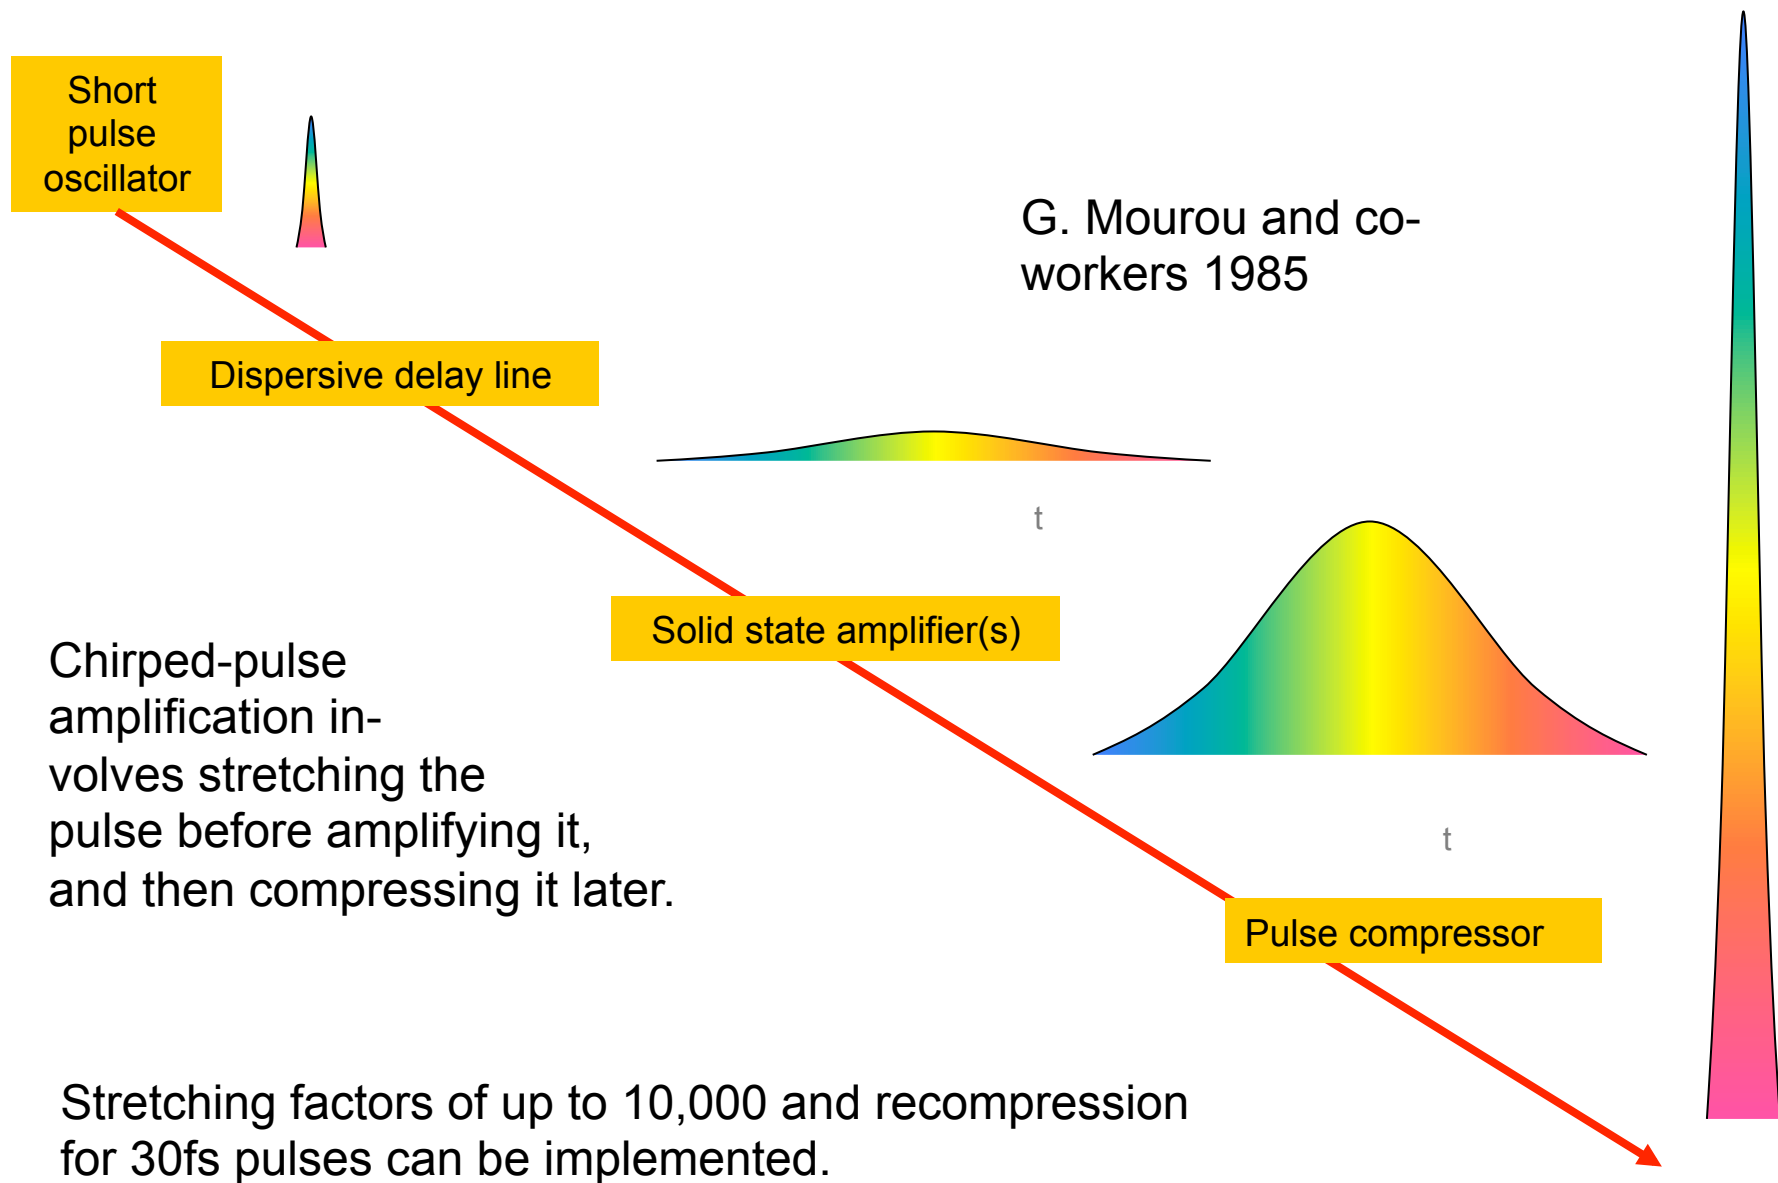 Short
pulse
oscillator
G. Mourou and co-
workers 1985
Dispersive delay line
t
Solid state amplifier(s)
Chirped-pulse
amplification in-
volves stretching the
pulse before amplifying it,
and then compressing it later.
t
Pulse compressor
Stretching factors of up to 10,000 and recompression
for 30fs pulses can be implemented.